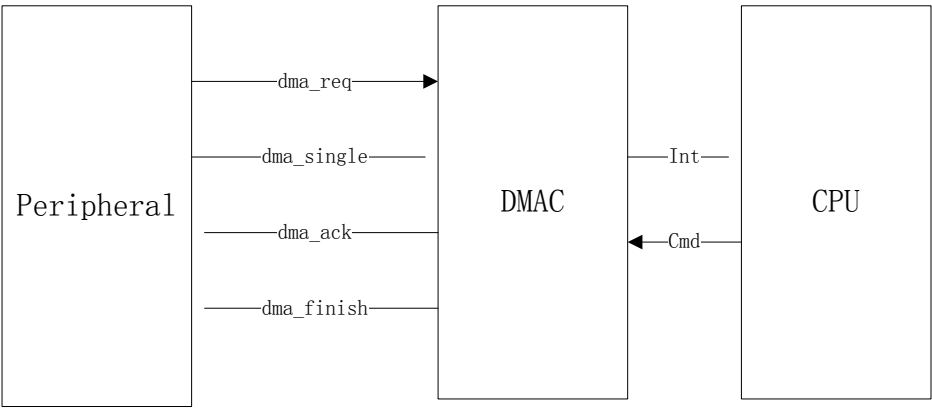 dma_req
dma_single
Int
Peripheral
DMAC
CPU
dma_ack
Cmd
dma_finish